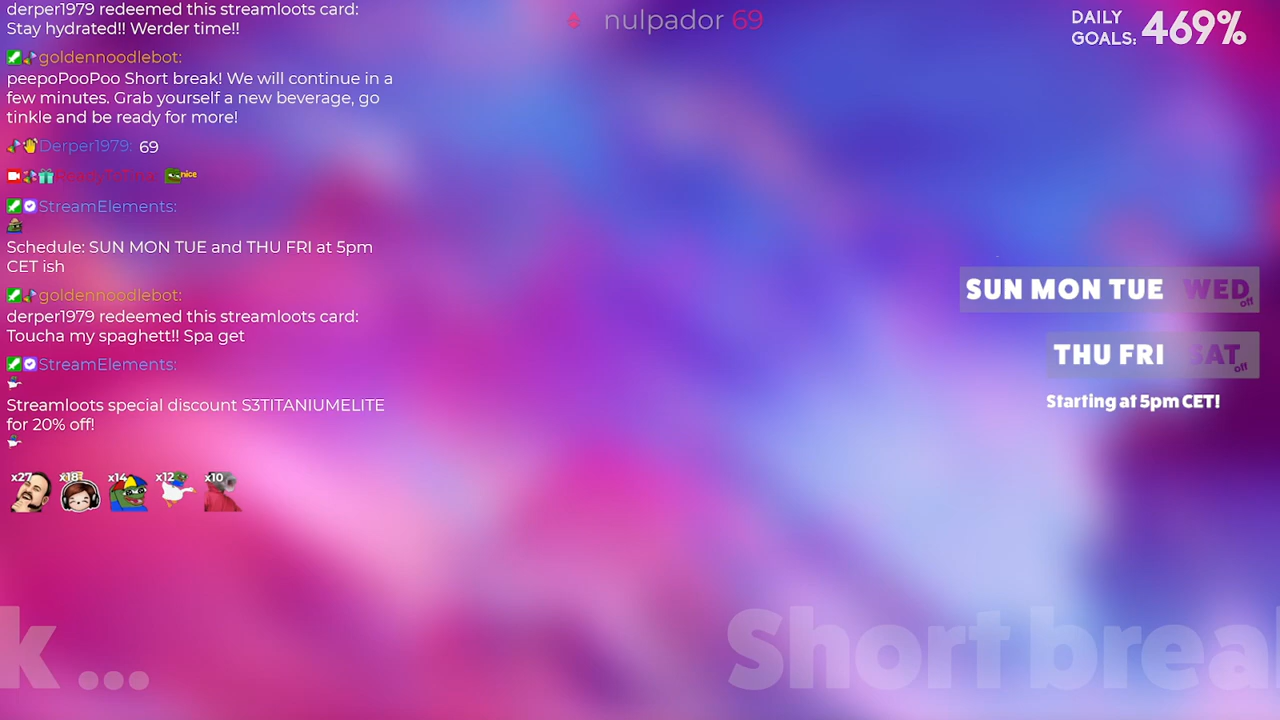 derper1979 redeemed this streamloots card:
Stay hydrated!! Werder time!!
goldennoodlebot:
peepoPooPoo Short break! We will continue in a
few minutes. Grab yourself a new beverage, go
tinkle and be ready for more!
Derper1979: 69
nice
StreamElements:
Schedule: SUN MON TUE and THU FRI at 5pm
CET ish
goldennoodlebot:
derper1979 redeemed this streamloots card:
Toucha my spaghett!! Spa get
StreamElements:
Streamloots special discount S3TITANIUMELITE
for 20% off!
x27 x18 x14 x12 x10
nulpador 69
DAILY
GOALS: 469%
SUN MON TUE WED off
THU FRI SAT off
Starting at 5pm CET!
k ... Short break